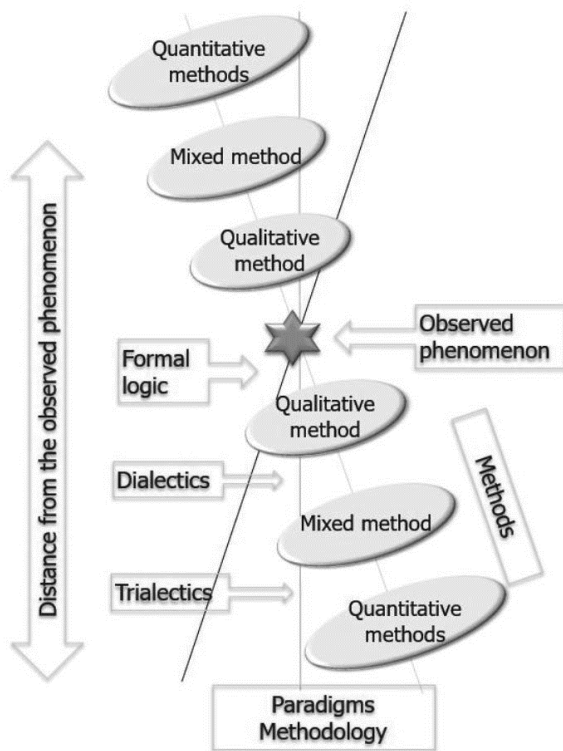 Quantitative
methods
Mixed method
Qualitative
method
Distance from the observed phenomenon
Observed
phenomenon
Formal
logic
Qualitative
method
Dialectics
Methods
Mixed method
Trialectics
Quantitative
methods
Paradigms
Methodology